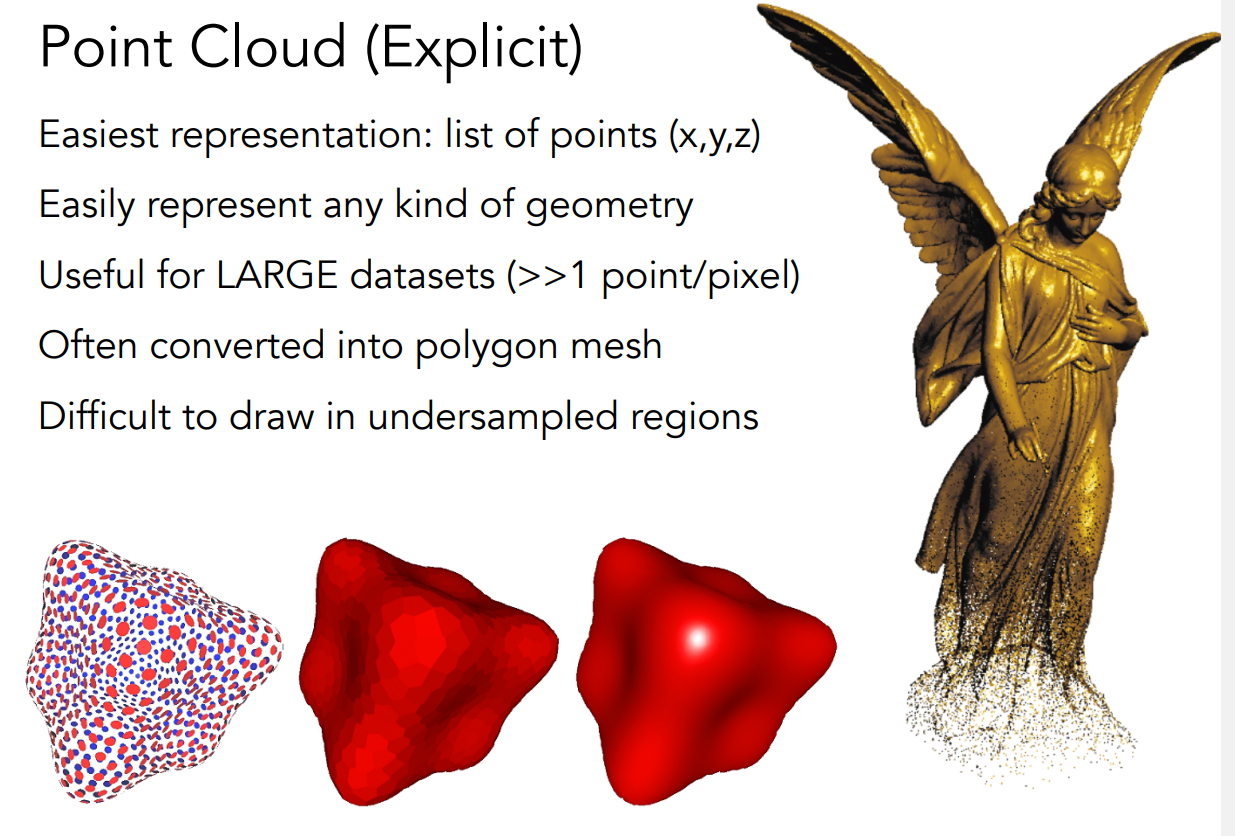 Point Cloud (Explicit)
Easiest representation: list of points (x,y,z)
Easily represent any kind of geometry
Useful for LARGE datasets (>>1 point/pixel)
Often converted into polygon mesh
Difficult to draw in undersampled regions